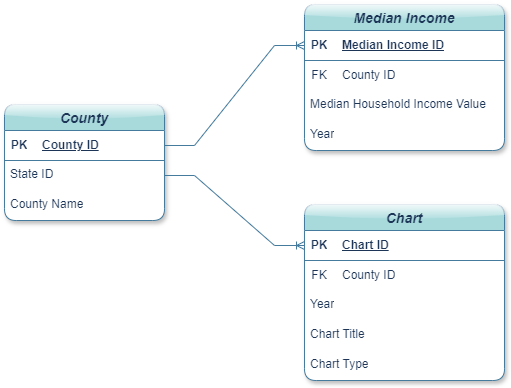 Median Income
PK Median Income ID
FK County ID
Median Household Income Value
Year
County
PK County ID
State ID
County Name
Chart
PK Chart ID
FK County ID
Year
Chart Title
Chart Type